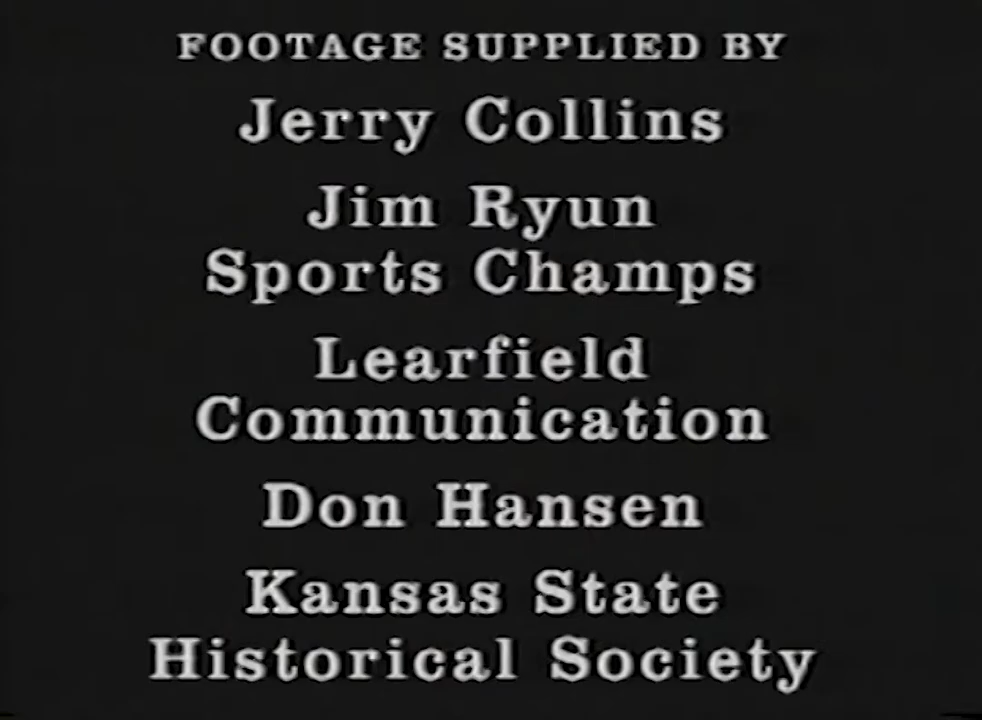 FOOTAGE SUPPLIED BY
Jerry Collins
Jim Ryun
Sports Champs
Learfield
Communication
Don Hansen
Kansas State
Historical Society